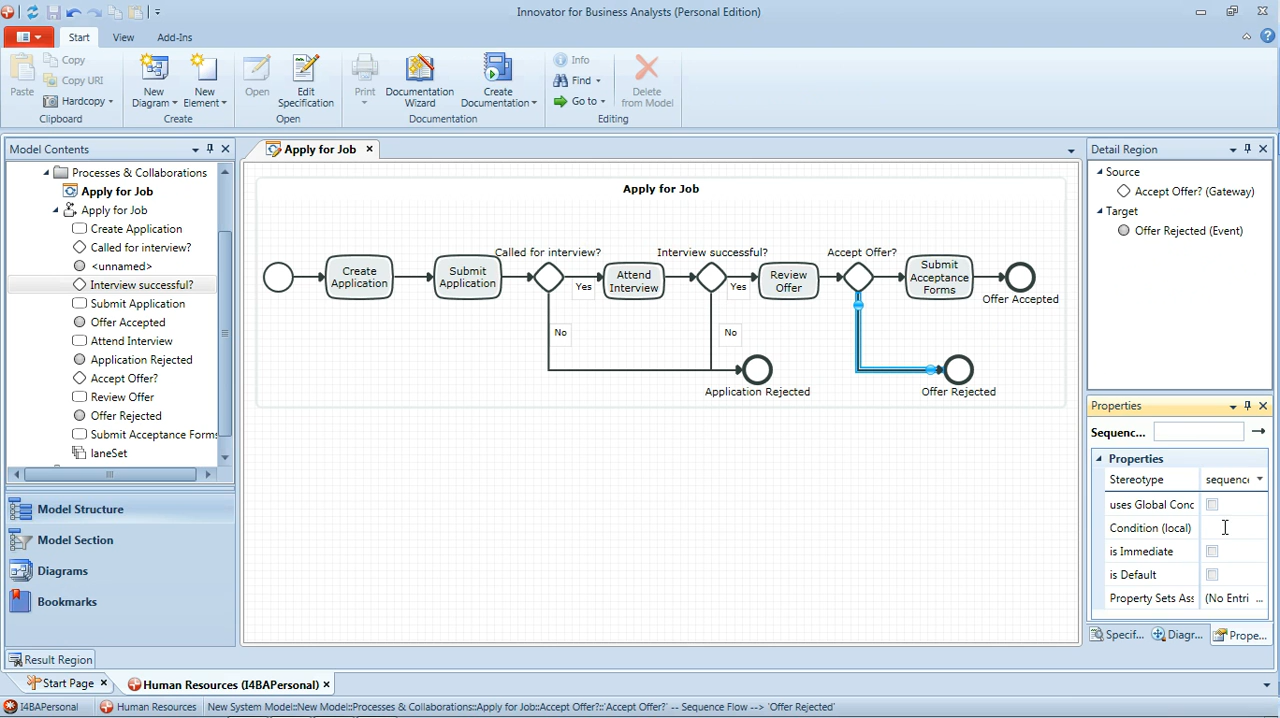 Innovator for Business Analysts (Personal Edition)
Start
View
Add-Ins
Paste
Copy
Copy URI
Hardcopy
Clipboard
New Diagram
New Element
Create
Open
Edit Specification
Open
Print
Documentation Wizard
Create Documentation
Documentation
Info
Find
Go to
Delete from Model
Editing
Model Contents
Processes & Collaborations
Apply for Job
Apply for Job
Create Application
Called for interview?
<unnamed>
Interview successful?
Submit Application
Offer Accepted
Attend Interview
Application Rejected
Accept Offer?
Review Offer
Offer Rejected
Submit Acceptance Forms
laneSet
Model Structure
Model Section
Diagrams
Bookmarks
Result Region
Apply for Job
Apply for Job
Called for interview?
Interview successful?
Accept Offer?
Create Application
Submit Application
Attend Interview
Review Offer
Submit Acceptance Forms
Yes
Yes
Offer Accepted
No
No
Application Rejected
Offer Rejected
Detail Region
Source
Accept Offer? (Gateway)
Target
Offer Rejected (Event)
Properties
Sequenc...
Properties
Stereotype
sequenc
uses Global Conc
Condition (local)
is Immediate
is Default
Property Sets Ass
(No Entri ...
Specif...
Diagr...
Prope...
Start Page
Human Resources (I4BAPersonal)
I4BAPersonal
Human Resources
New System Model::New Model::Processes & Collaborations::Apply for Job::Accept Offer?::'Accept Offer?' -- Sequence Flow --> 'Offer Rejected'